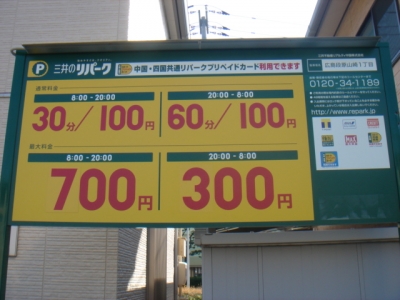 P 三井のリパーク 中国・四国共通リパークプリペイドカード利用できます
通常料金
8:00 - 20:00
30分/100円
20:00 - 8:00
60分/100円
最大料金
8:00 - 20:00
700円
20:00 - 8:00
300円
0120-34-1189
http://www.repark.jp